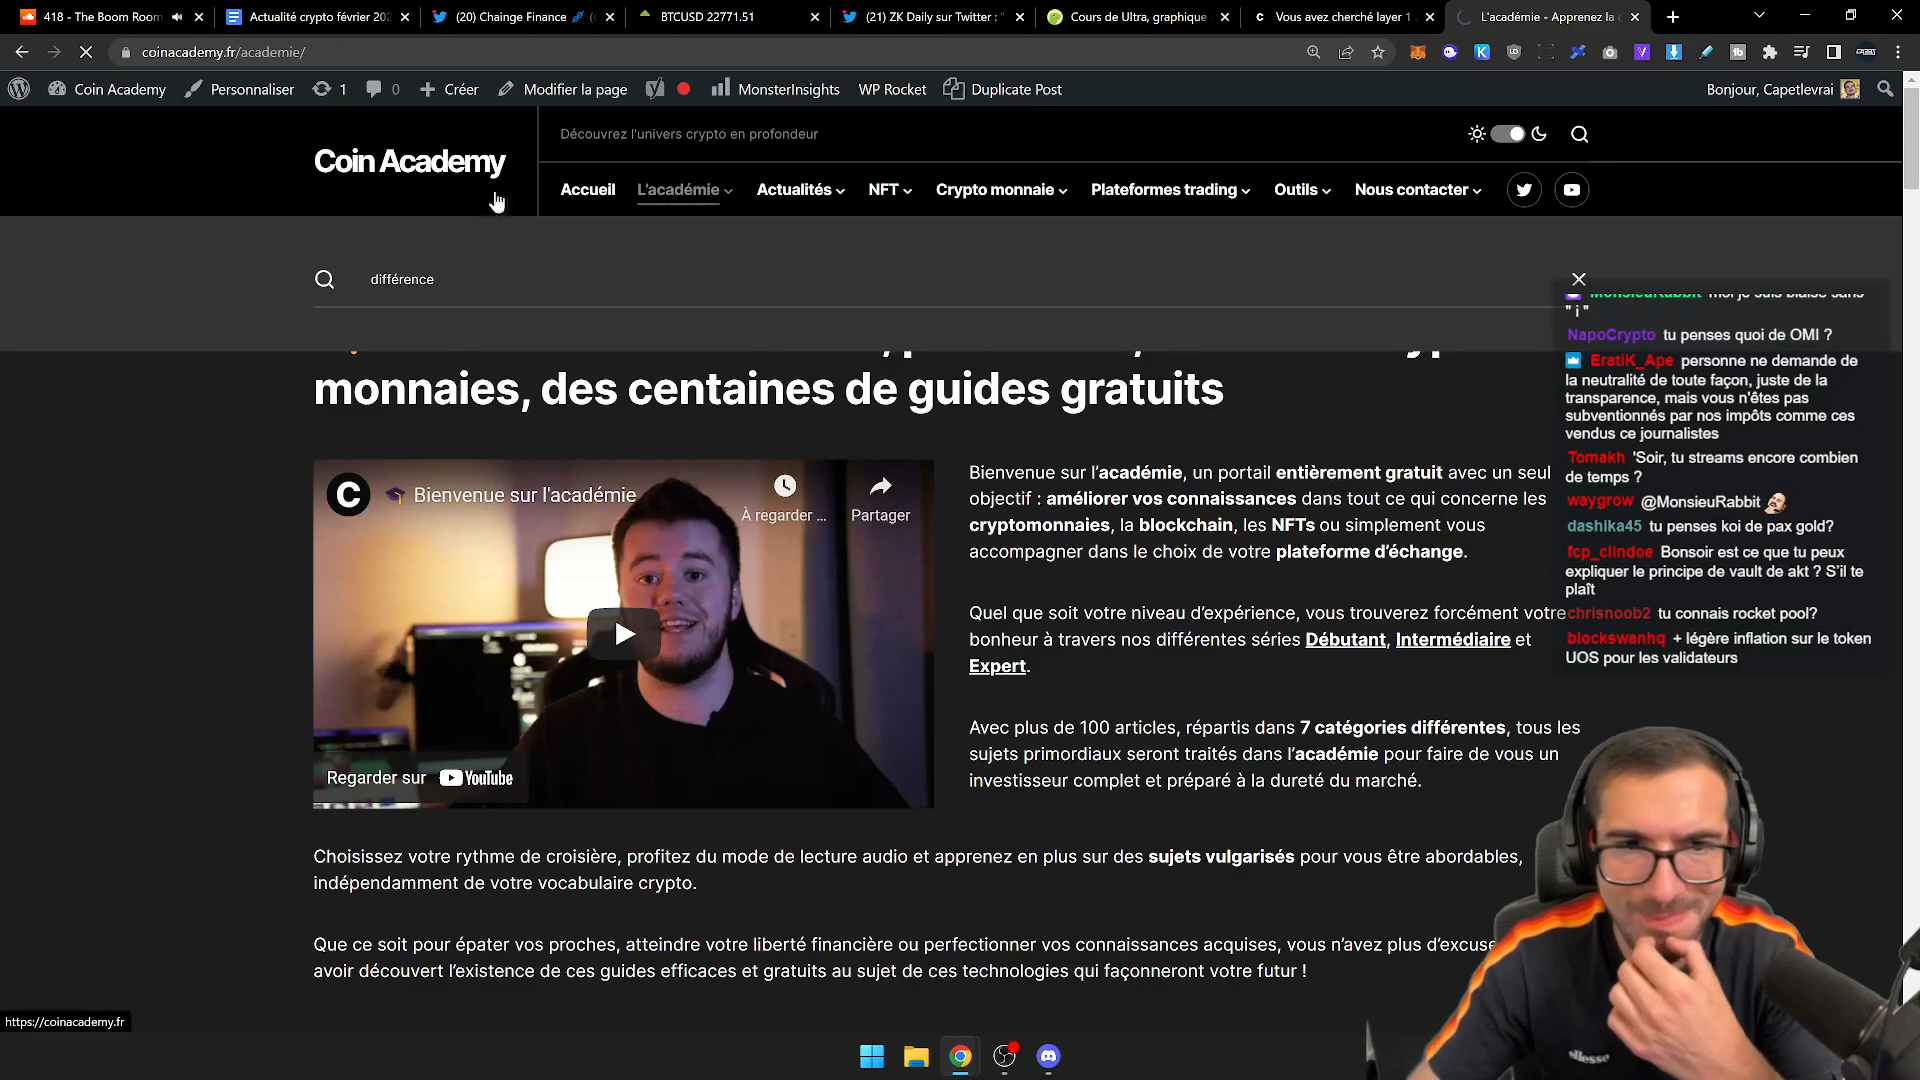 418 - The Boom Room
Actualité crypto février 202
(20) Chainge Finance
BTCUSD 22771.51
(21) ZK Daily sur Twitter : "
Cours de Ultra, graphique
Vous avez cherché layer 1
L'académie - Apprenez la c
coinacademy.fr/academie/
Coin Academy
Personnaliser
1
0
Créer
Modifier la page
MonsterInsights
WP Rocket
Duplicate Post
Bonjour, Capetlevrai
Découvrez l'univers crypto en profondeur
Coin Academy
Accueil
L'académie
Actualités
NFT
Crypto monnaie
Plateformes trading
Outils
Nous contacter
différence
monnaies, des centaines de guides gratuits
C
Bienvenue sur l'académie
À regarder ...
Partager
Regarder sur YouTube
Bienvenue sur l'académie, un portail entièrement gratuit avec un seul
objectif : améliorer vos connaissances dans tout ce qui concerne les
cryptomonnaies, la blockchain, les NFTs ou simplement vous
accompagner dans le choix de votre plateforme d'échange.
Quel que soit votre niveau d'expérience, vous trouverez forcément votre
bonheur à travers nos différentes séries Débutant, Intermédiaire et
Expert.
Avec plus de 100 articles, répartis dans 7 catégories différentes, tous les
sujets primordiaux seront traités dans l'académie pour faire de vous un
investisseur complet et préparé à la dureté du marché.
Choisissez votre rythme de croisière, profitez du mode de lecture audio et apprenez en plus sur des sujets vulgarisés pour vous être abordables,
indépendamment de votre vocabulaire crypto.
Que ce soit pour épater vos proches, atteindre votre liberté financière ou perfectionner vos connaissances acquises, vous n'avez plus d'excuse
avoir découvert l'existence de ces guides efficaces et gratuits au sujet de ces technologies qui façonneront votre futur !
MonsieuRabbit moi je suis blaise sans
" i "
NapoCrypto tu penses quoi de OMI ?
EratiK_Ape personne ne demande de
la neutralité de toute façon, juste de la
transparence, mais vous n'êtes pas
subventionnés par nos impôts comme ces
vendus ce journalistes
Tomakh 'Soir, tu streams encore combien
de temps ?
waygrow @MonsieuRabbit
dashika45 tu penses koi de pax gold?
fcp_clindoe Bonsoir est ce que tu peux
expliquer le principe de vault de akt ? S'il te
plaît
chrisnoob2 tu connais rocket pool?
blockswanhq + légère inflation sur le token
UOS pour les validateurs
ellesse
https://coinacademy.fr